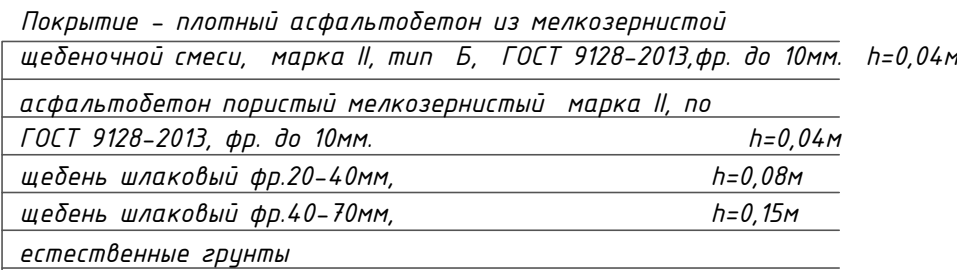 Покрытие - плотный асфальтобетон из мелкозернистой
щебеночной смеси, марка II, тип Б, ГОСТ 9128-2013,фр. до 10мм. h=0,04м
асфальтобетон пористый мелкозернистый марка II, по
ГОСТ 9128-2013, фр. до 10мм. h=0,04м
щебень шлаковый фр.20-40мм, h=0,08м
щебень шлаковый фр.40-70мм, h=0,15м
естественные грунты